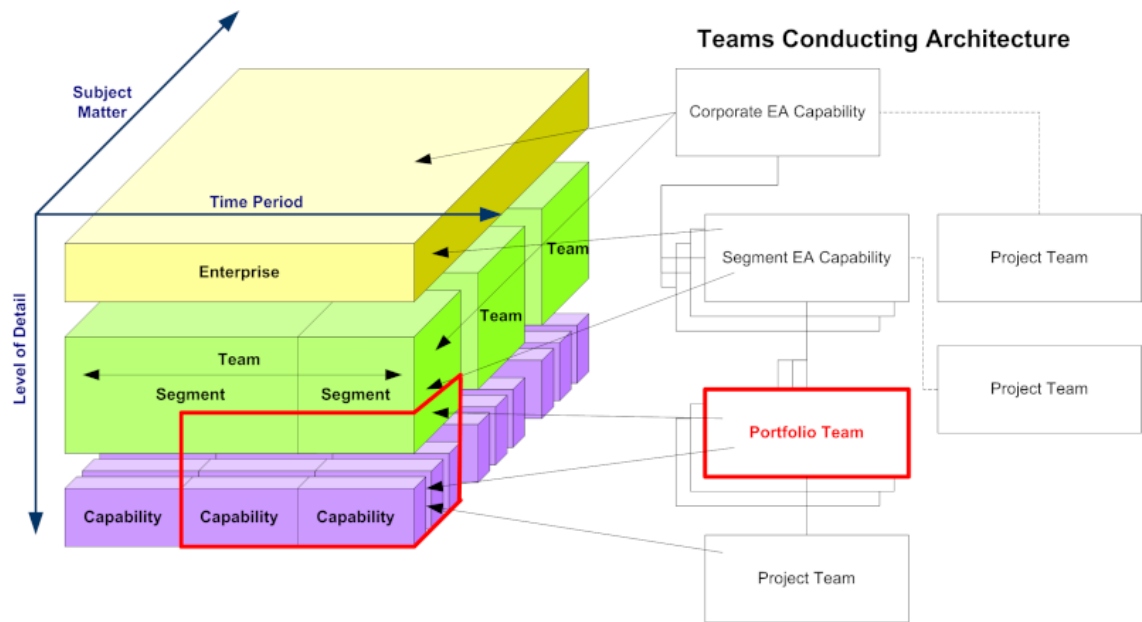 Teams Conducting Architecture
Subject
Matter
Corporate EA Capability
Time Period
Team
Enterprise
Segment EA Capability
Project Team
Level of Detail
Team
Team
Segment
Segment
Project Team
Portfolio Team
Capability
Capability
Capability
Project Team